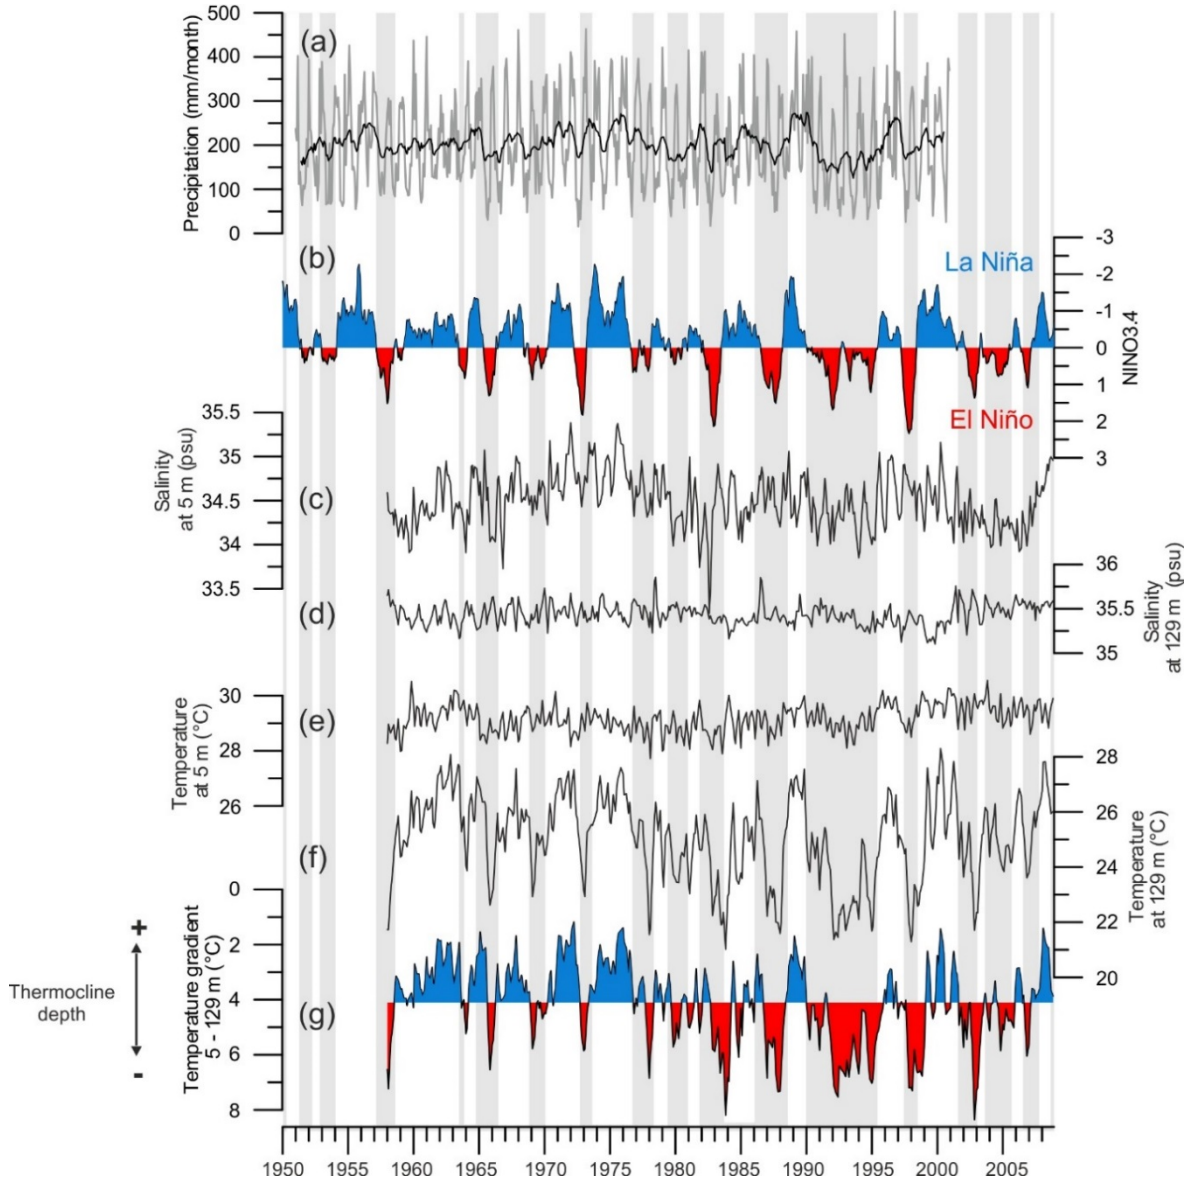 500
400
300
200
100
0
Precipitation (mm/month)
(a)
(b)
La Niña
-3
-2
-1
0
1
2
3
NINO3.4
El Niño
35.5
35
34.5
34
33.5
Salinity
at 5 m (psu)
(c)
36
35.5
35
Salinity
at 129 m (psu)
(d)
30
28
26
Temperature
at 5 m (°C)
(e)
28
26
24
22
20
Temperature
at 129 m (°C)
(f)
0
2
4
6
8
Temperature gradient
5 - 129 m (°C)
(g)
+
Thermocline
depth
-
1950 1955 1960 1965 1970 1975 1980 1985 1990 1995 2000 2005